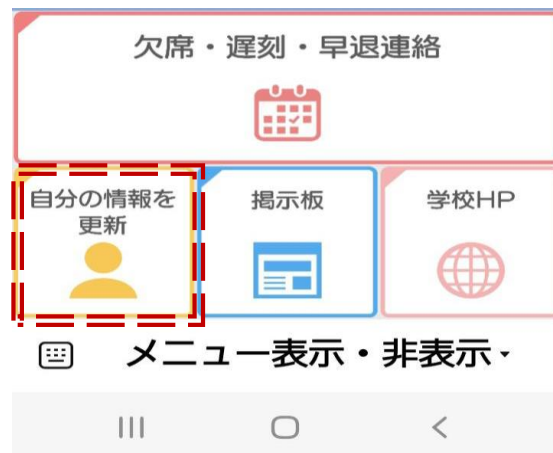 欠席・遅刻・早退連絡
自分の情報を
更新
掲示板
学校HP
メニュー表示・非表示